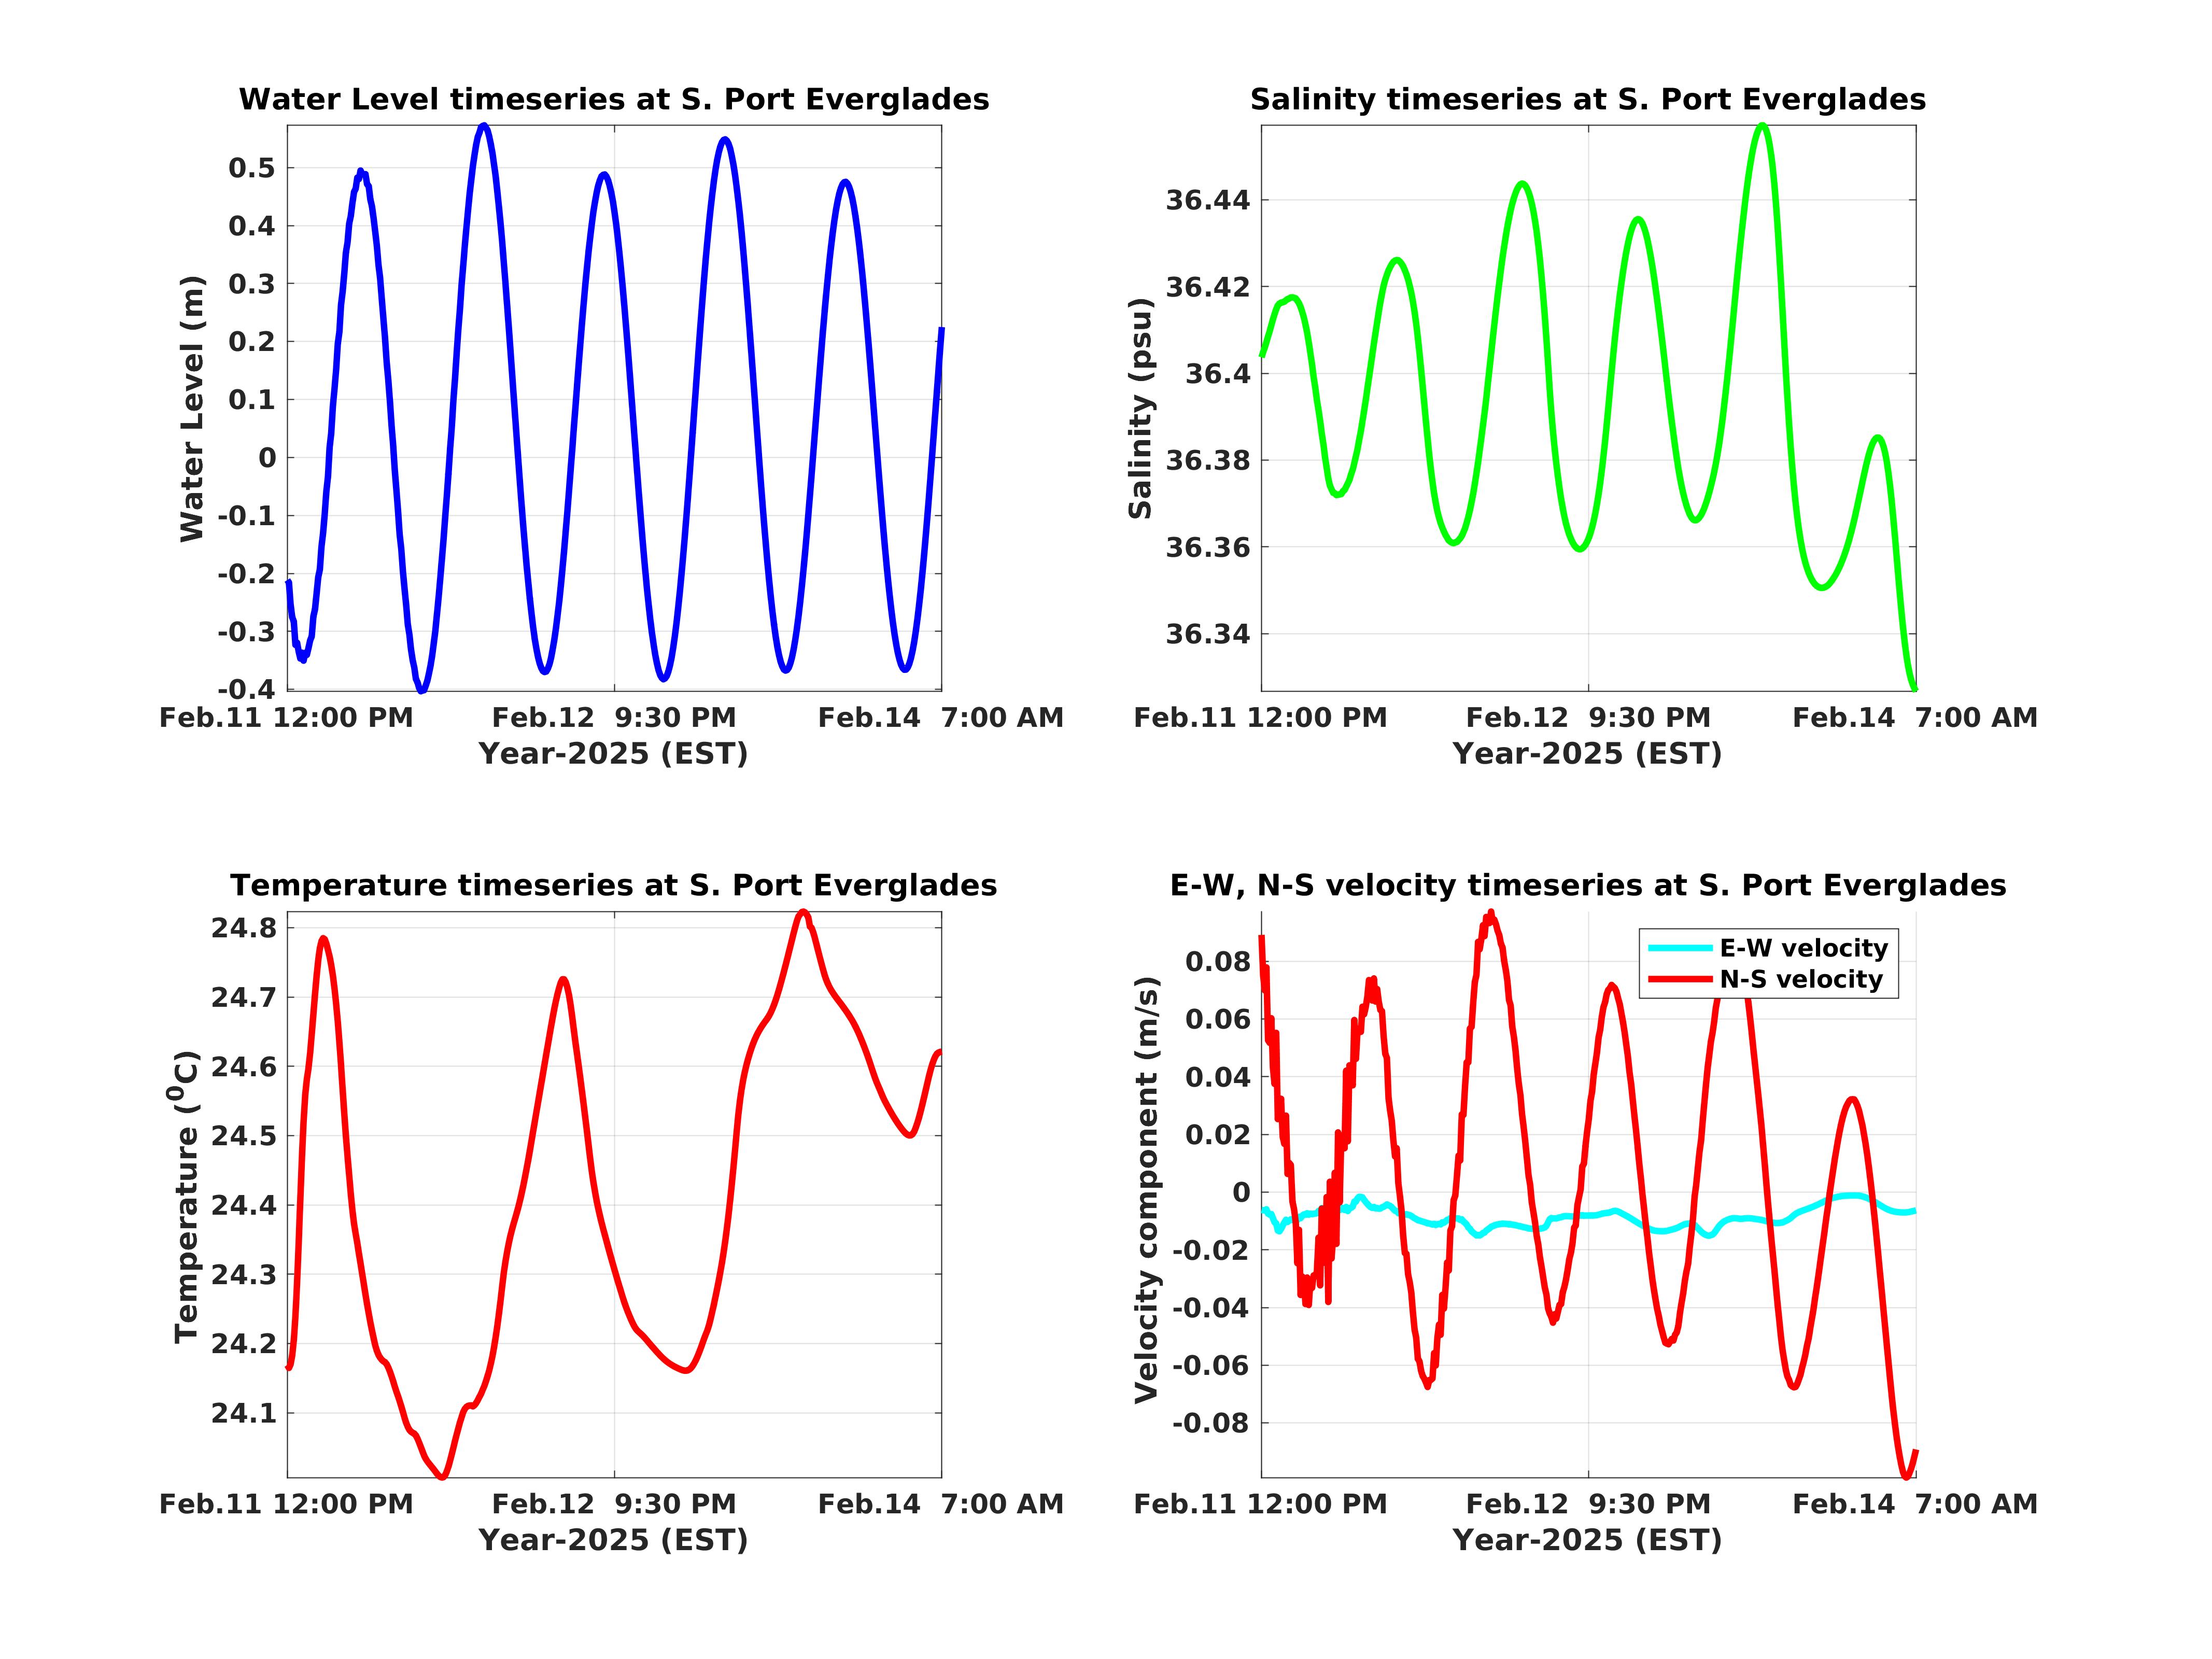 Water Level timeseries at S. Port Everglades
Water Level (m)
0.5
0.4
0.3
0.2
0.1
0
-0.1
-0.2
-0.3
-0.4
Feb.11 12:00 PM Feb.12  9:30 PM Feb.14  7:00 AM
Year-2025 (EST)
Salinity timeseries at S. Port Everglades
Salinity (psu)
36.44
36.42
36.4
36.38
36.36
36.34
Feb.11 12:00 PM Feb.12  9:30 PM Feb.14  7:00 AM
Year-2025 (EST)
Temperature timeseries at S. Port Everglades
Temperature (⁰C)
24.8
24.7
24.6
24.5
24.4
24.3
24.2
24.1
Feb.11 12:00 PM Feb.12  9:30 PM Feb.14  7:00 AM
Year-2025 (EST)
E-W, N-S velocity timeseries at S. Port Everglades
Velocity component (m/s)
E-W velocity
N-S velocity
0.08
0.06
0.04
0.02
0
-0.02
-0.04
-0.06
-0.08
Feb.11 12:00 PM Feb.12  9:30 PM Feb.14  7:00 AM
Year-2025 (EST)